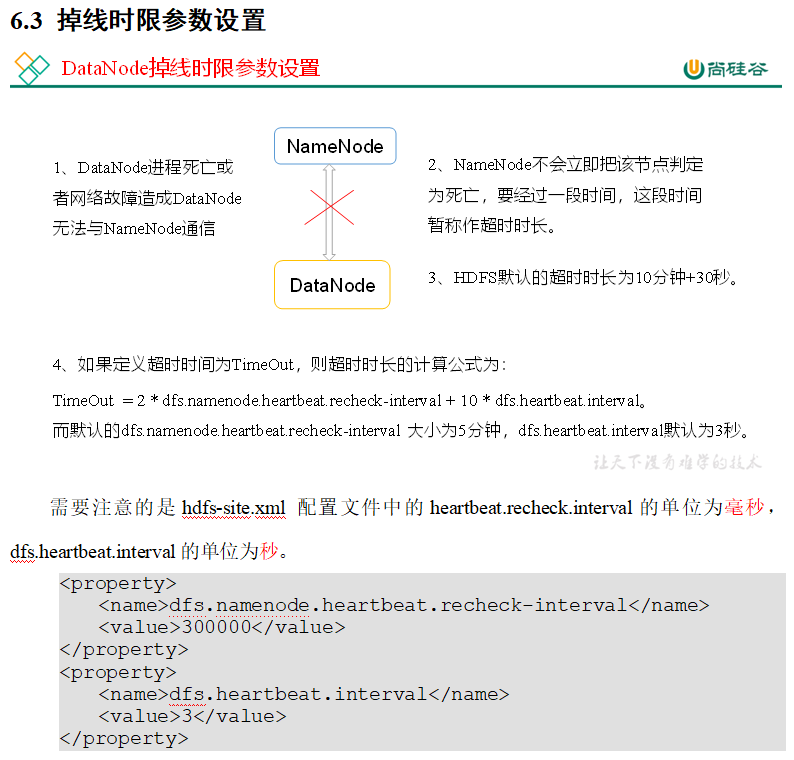 6.3 掉线时限参数设置
DataNode掉线时限参数设置
尚硅谷
1、DataNode进程死亡或
者网络故障造成DataNode
无法与NameNode通信
NameNode
DataNode
2、NameNode不会立即把该节点判定
为死亡，要经过一段时间，这段时间
暂称作超时时长。
3、HDFS默认的超时时长为10分钟+30秒。
4、如果定义超时时间为TimeOut，则超时时长的计算公式为：
TimeOut = 2 * dfs.namenode.heartbeat.recheck-interval + 10 * dfs.heartbeat.interval。
而默认的dfs.namenode.heartbeat.recheck-interval 大小为5分钟，dfs.heartbeat.interval默认为3秒。
让天下没有难学的技术
需要注意的是 hdfs-site.xml 配置文件中的 heartbeat.recheck.interval 的单位为毫秒，
dfs.heartbeat.interval 的单位为秒。
<property>
<name>dfs.namenode.heartbeat.recheck-interval</name>
<value>300000</value>
</property>
<property>
<name>dfs.heartbeat.interval</name>
<value>3</value>
</property>